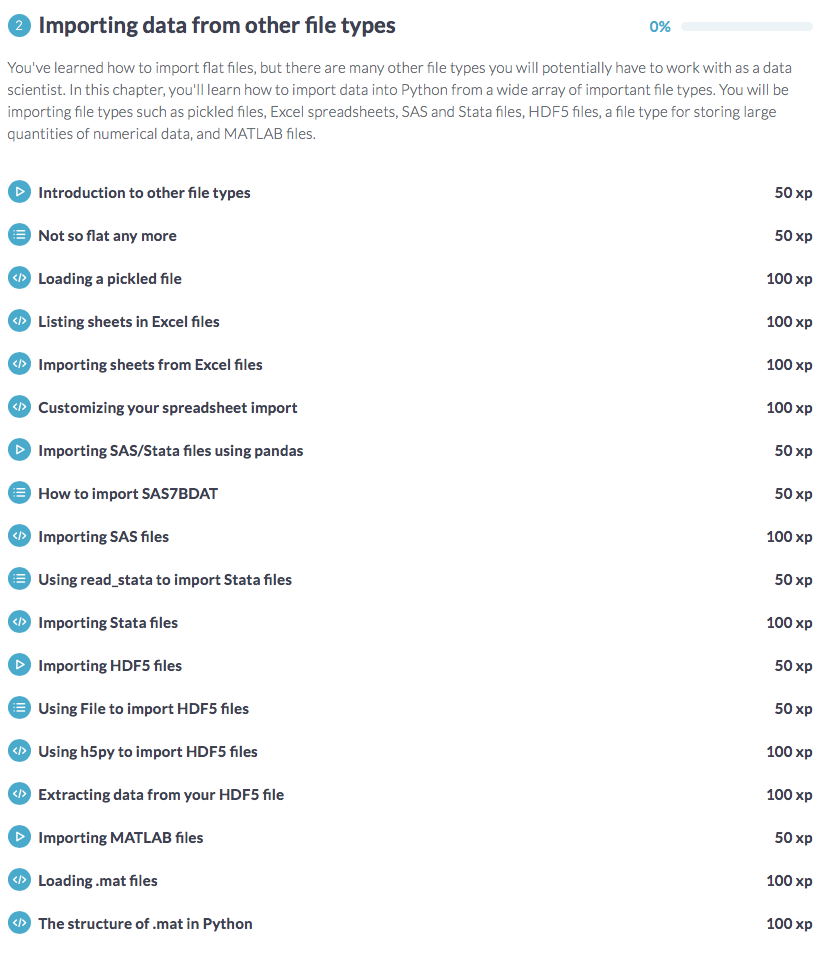 2 Importing data from other file types 0%
You've learned how to import flat files, but there are many other file types you will potentially have to work with as a data
scientist. In this chapter, you'll learn how to import data into Python from a wide array of important file types. You will be
importing file types such as pickled files, Excel spreadsheets, SAS and Stata files, HDF5 files, a file type for storing large
quantities of numerical data, and MATLAB files.
Introduction to other file types 50 xp
Not so flat any more 50 xp
Loading a pickled file 100 xp
Listing sheets in Excel files 100 xp
Importing sheets from Excel files 100 xp
Customizing your spreadsheet import 100 xp
Importing SAS/Stata files using pandas 50 xp
How to import SAS7BDAT 50 xp
Importing SAS files 100 xp
Using read_stata to import Stata files 50 xp
Importing Stata files 100 xp
Importing HDF5 files 50 xp
Using File to import HDF5 files 50 xp
Using h5py to import HDF5 files 100 xp
Extracting data from your HDF5 file 100 xp
Importing MATLAB files 50 xp
Loading .mat files 100 xp
The structure of .mat in Python 100 xp